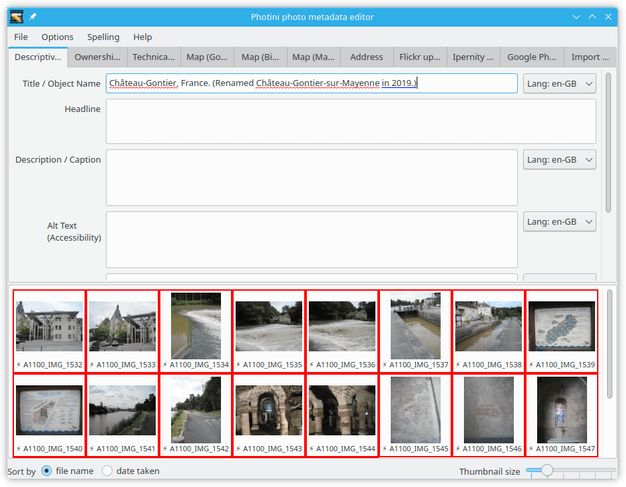 Photini photo metadata editor
File Options Spelling Help
Descriptiv... Ownershi... Technica... Map (Go... Map (Bi... Map (Ma... Address Flickr up... Ipernity ... Google Ph... Import ...
Title / Object Name Château-Gontier, France. (Renamed Château-Gontier-sur-Mayenne in 2019.) Lang: en-GB
Headline
Description / Caption Lang: en-GB
Alt Text Lang: en-GB
(Accessibility)
A1100_IMG_1532 A1100_IMG_1533 A1100_IMG_1534 A1100_IMG_1535 A1100_IMG_1536 A1100_IMG_1537 A1100_IMG_1538 A1100_IMG_1539
A1100_IMG_1540 A1100_IMG_1541 A1100_IMG_1542 A1100_IMG_1543 A1100_IMG_1544 A1100_IMG_1545 A1100_IMG_1546 A1100_IMG_1547
Sort by file name date taken Thumbnail size